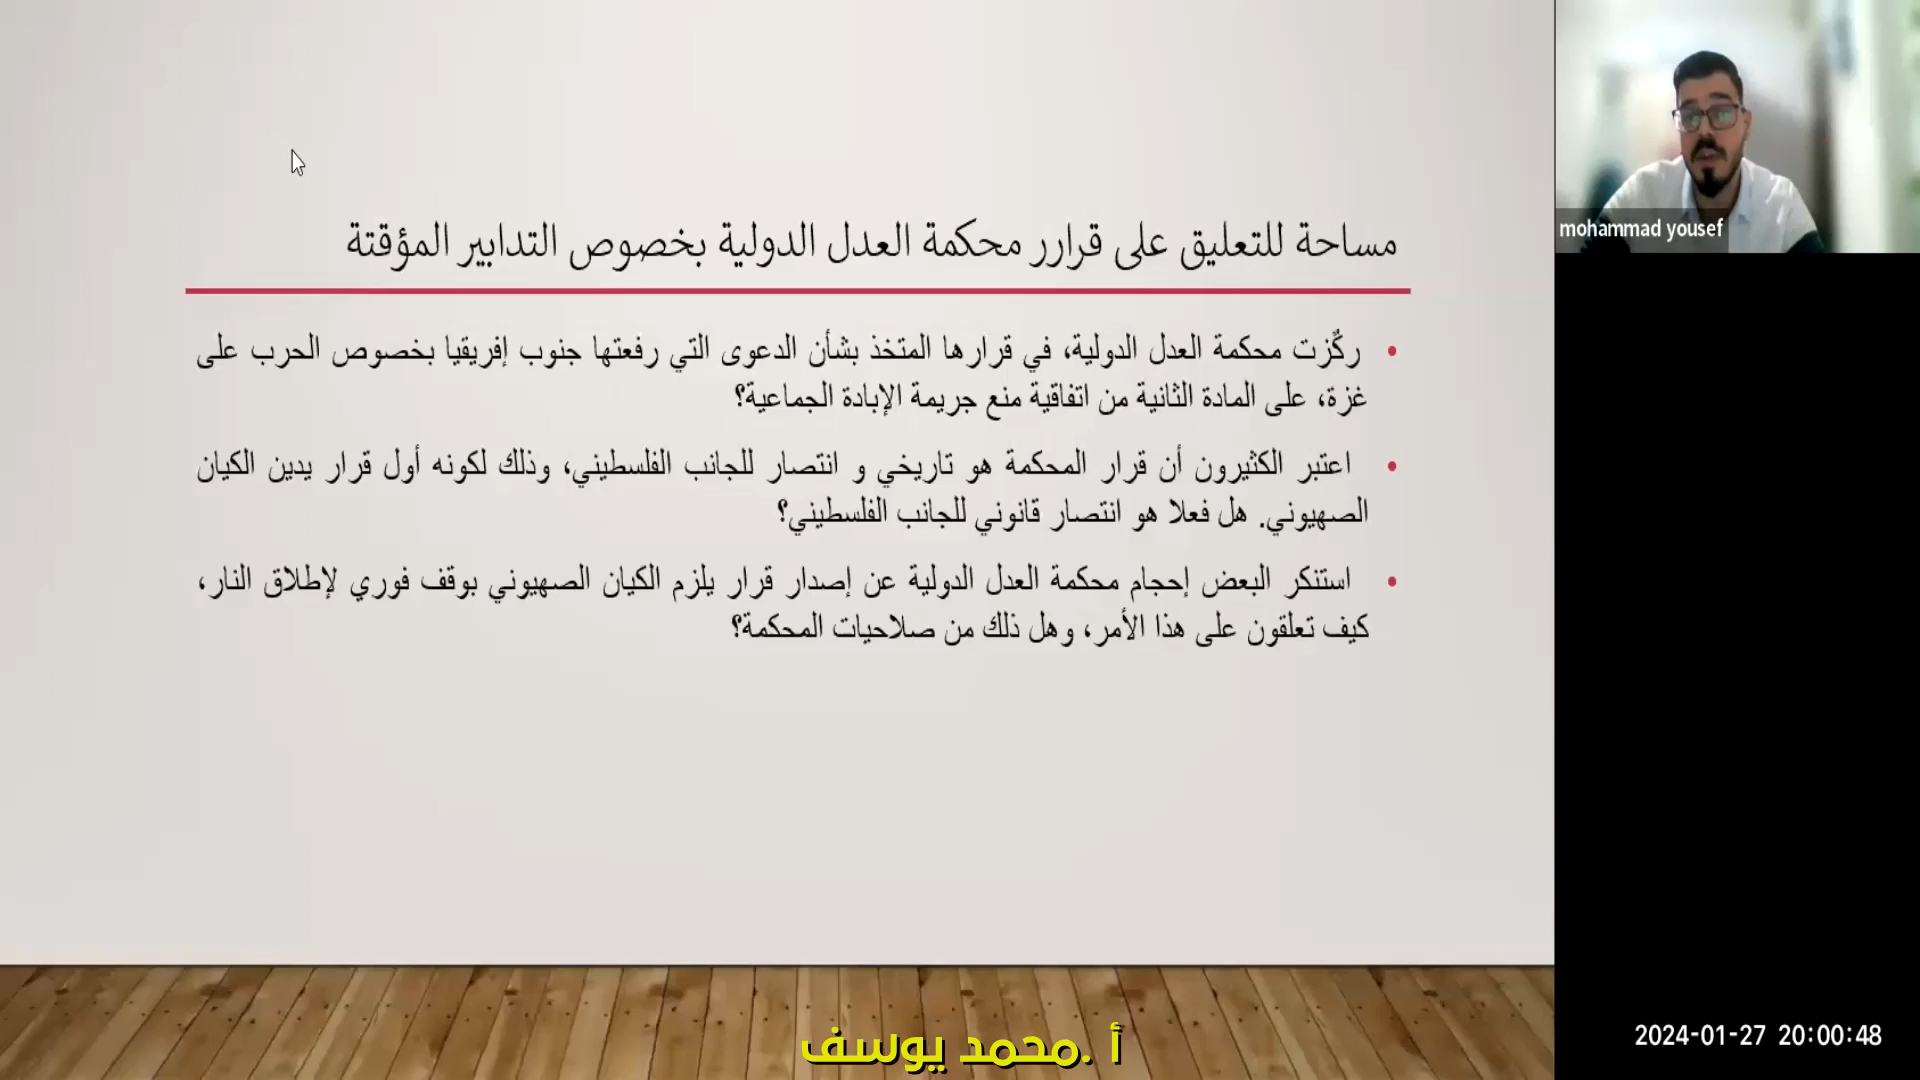 مساحة للتعليق على قرارر محكمة العدل الدولية بخصوص التدابير المؤقتة
• ركٌزت محكمة العدل الدولية، في قرارها المتخذ بشأن الدعوى التي رفعتها جنوب إفريقيا بخصوص الحرب على
غزة، على المادة الثانية من اتفاقية منع جريمة الإبادة الجماعية؟
• اعتبر الكثيرون أن قرار المحكمة هو تاريخي و انتصار للجانب الفلسطيني، وذلك لكونه أول قرار يدين الكيان
الصهيوني. هل فعلا هو انتصار قانوني للجانب الفلسطيني؟
• استنكر البعض إحجام محكمة العدل الدولية عن إصدار قرار يلزم الكيان الصهيوني بوقف فوري لإطلاق النار،
كيف تعلقون على هذا الأمر، وهل ذلك من صلاحيات المحكمة؟
mohammad yousef
أ .محمد يوسف
2024-01-27 20:00:48